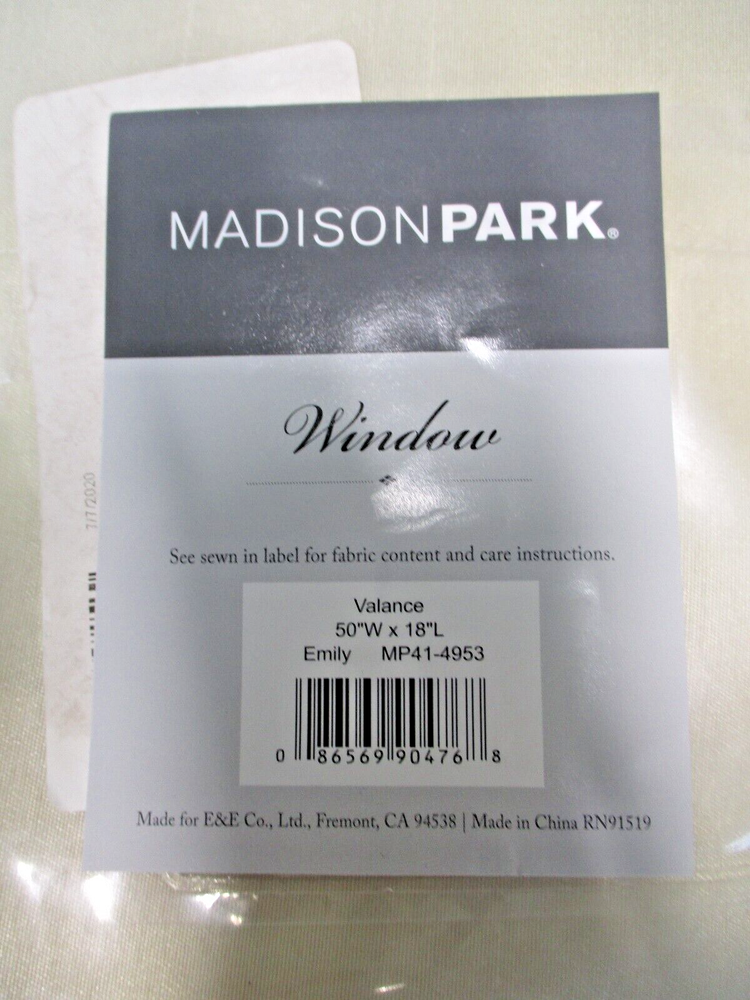 MADISONPARK®
Window
See sewn in label for fabric content and care instructions.
Valance
50"W x 18"L
Emily MP41-4953
0 86569 90476 8
Made for E&E Co., Ltd., Fremont, CA 94538 | Made in China RN91519
7/7/2020